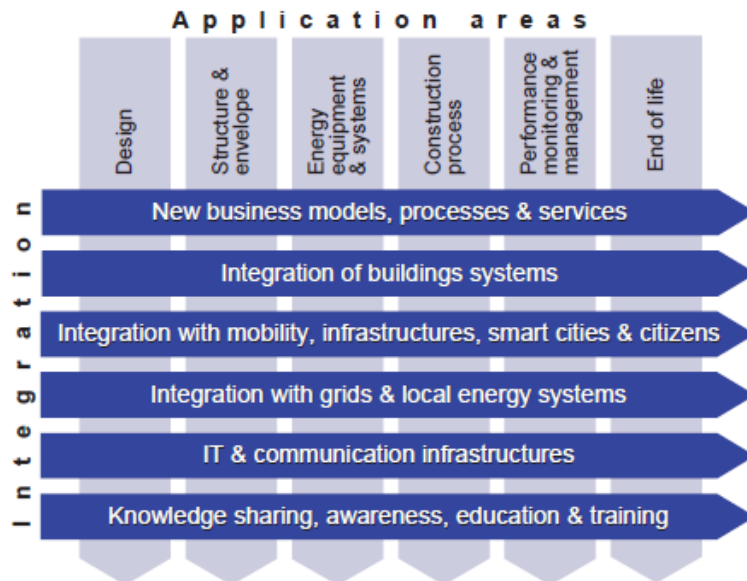 Application areas
Design
Structure &
envelope
Energy
equipment
& systems
Construction
process
Performance
monitoring &
management
End of life
Integration
New business models, processes & services
Integration of buildings systems
Integration with mobility, infrastructures, smart cities & citizens
Integration with grids & local energy systems
IT & communication infrastructures
Knowledge sharing, awareness, education & training